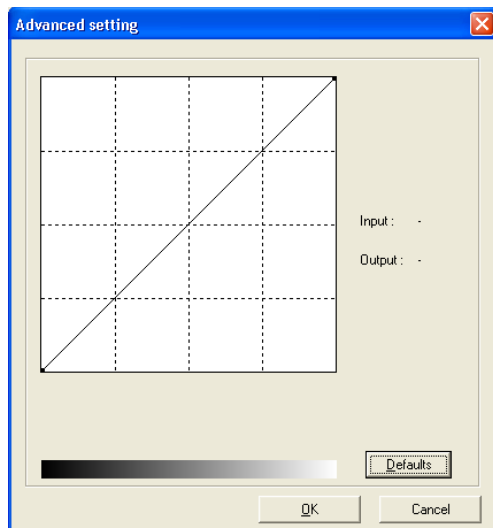 Advanced setting
Input : -
Output : -
Defaults
OK
Cancel